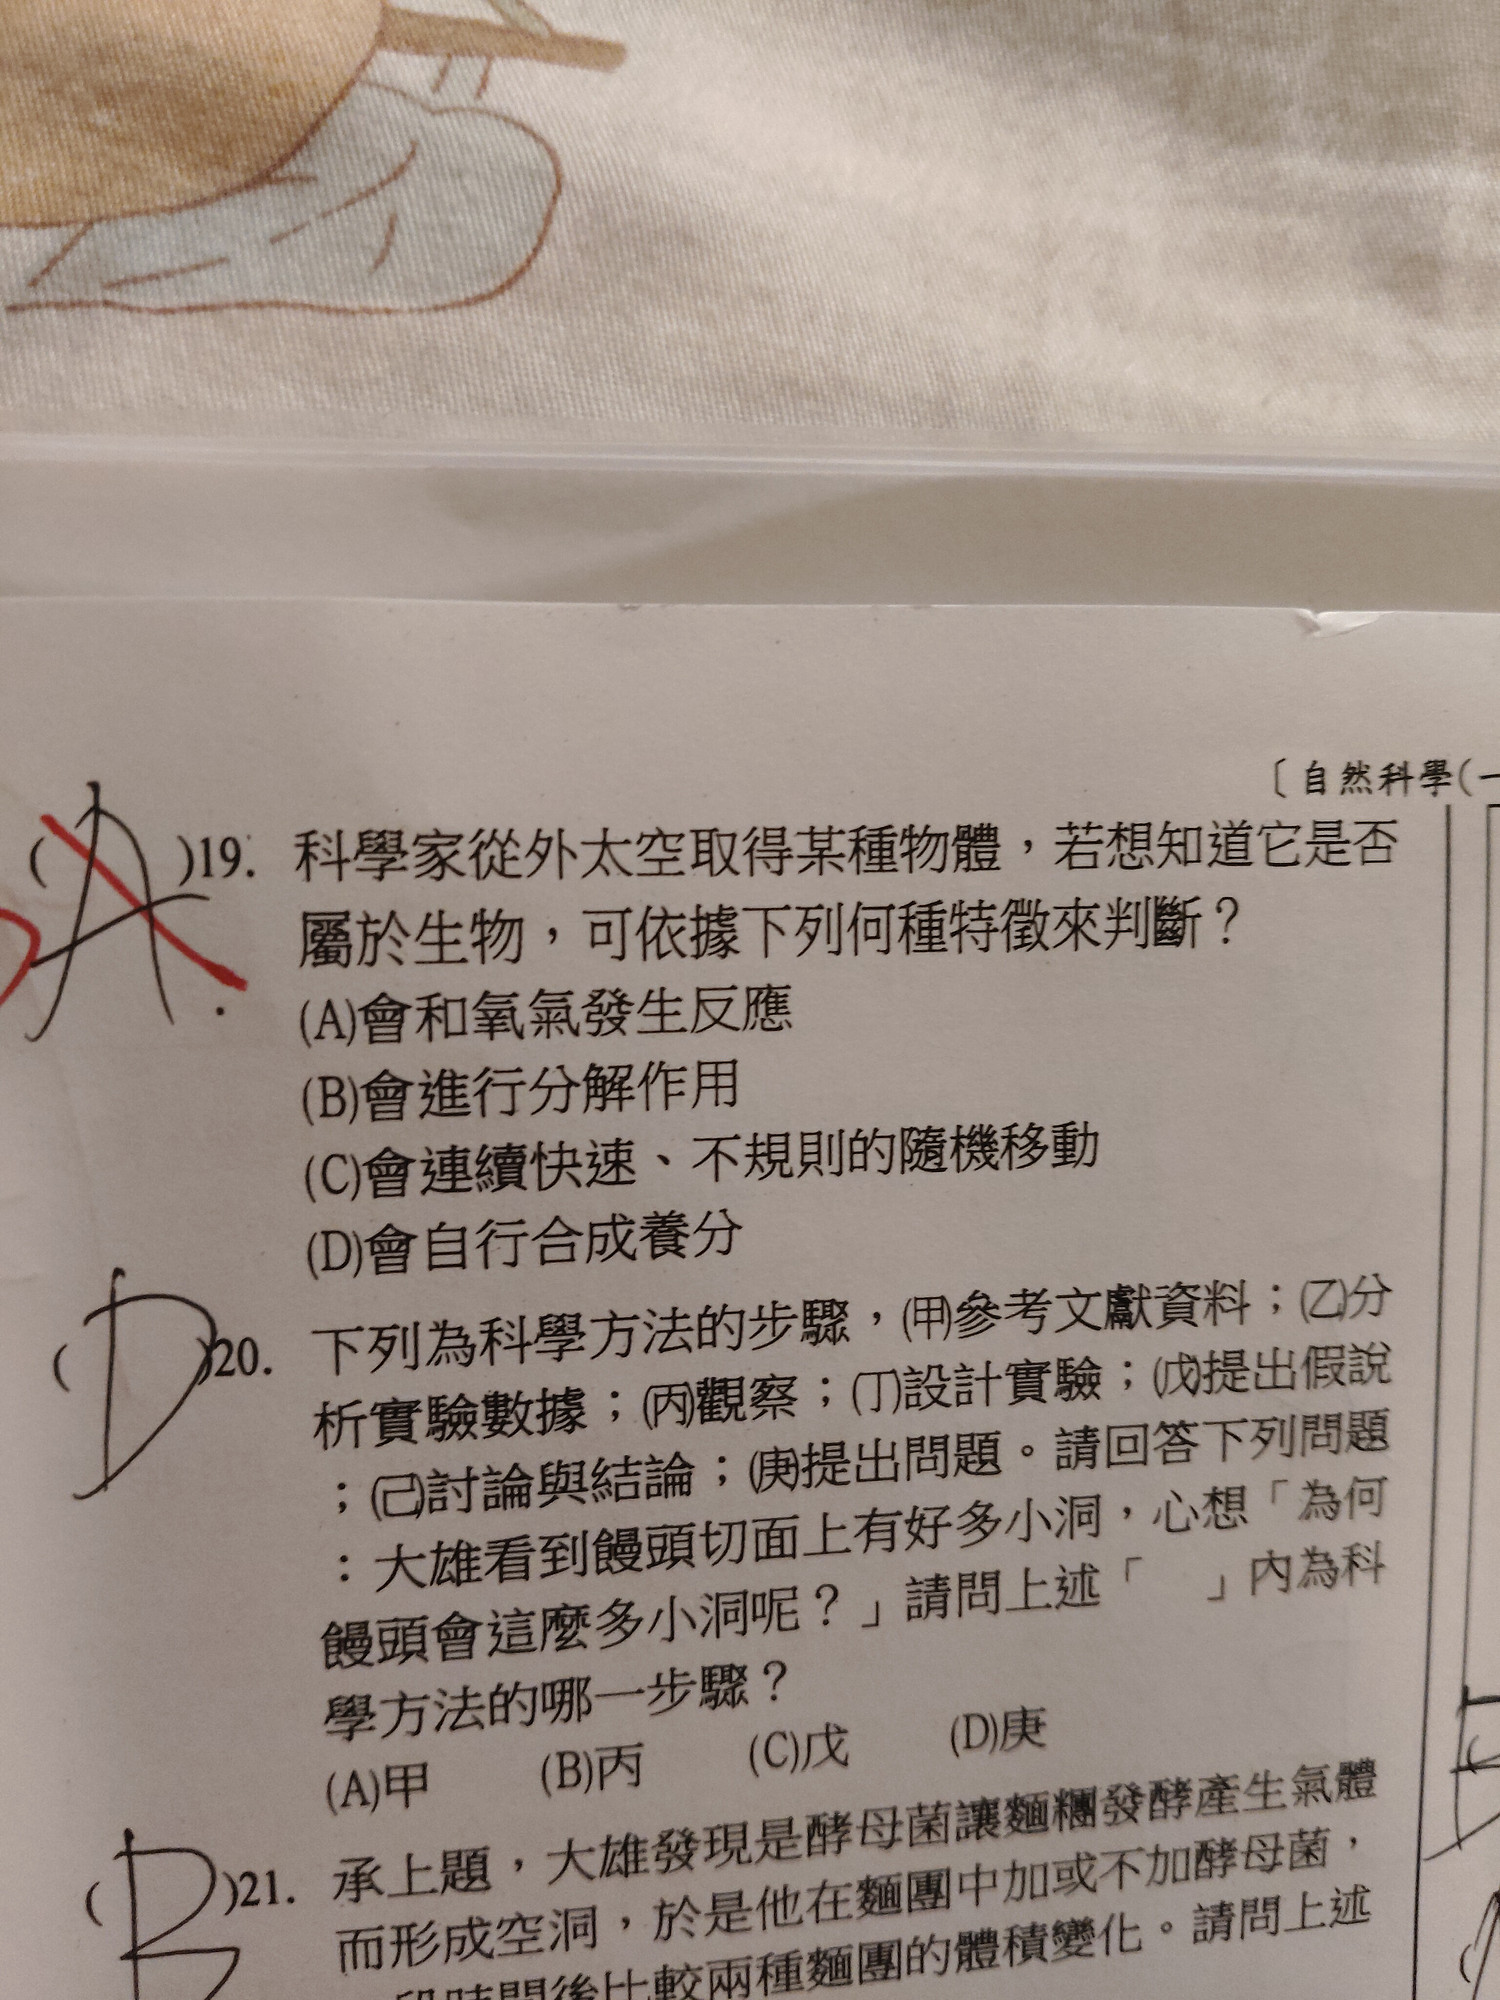 〔自然科學(一
(A)19. 科學家從外太空取得某種物體，若想知道它是否
屬於生物，可依據下列何種特徵來判斷？
(A)會和氧氣發生反應
(B)會進行分解作用
(C)會連續快速、不規則的隨機移動
(D)會自行合成養分
(D)20. 下列為科學方法的步驟，(甲)參考文獻資料；(乙)分
析實驗數據；(丙)觀察；(丁)設計實驗；(戊)提出假說
；(己)討論與結論；(庚)提出問題。請回答下列問題
：大雄看到饅頭切面上有好多小洞，心想「為何
饅頭會這麼多小洞呢？」請問上述「　」內為科
學方法的哪一步驟？
(A)甲 (B)丙 (C)戊 (D)庚
(B)21. 承上題，大雄發現是酵母菌讓麵糰發酵產生氣體
而形成空洞，於是他在麵團中加或不加酵母菌，
段時間後比較兩種麵團的體積變化。請問上述